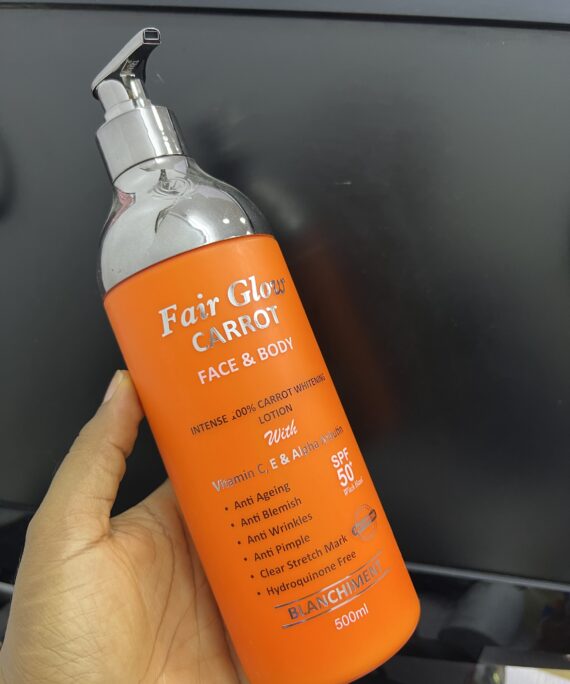 Fair Glow
CARROT
FACE & BODY
INTENSE 100% CARROT WHITENING
LOTION
With
Vitamin C, E & Alpha Arbutin
SPF
50+
• Anti Ageing
• Anti Blemish
• Anti Wrinkles
• Anti Pimple
• Clear Stretch Mark
• Hydroquinone Free
BLANCHIMENT
500ml